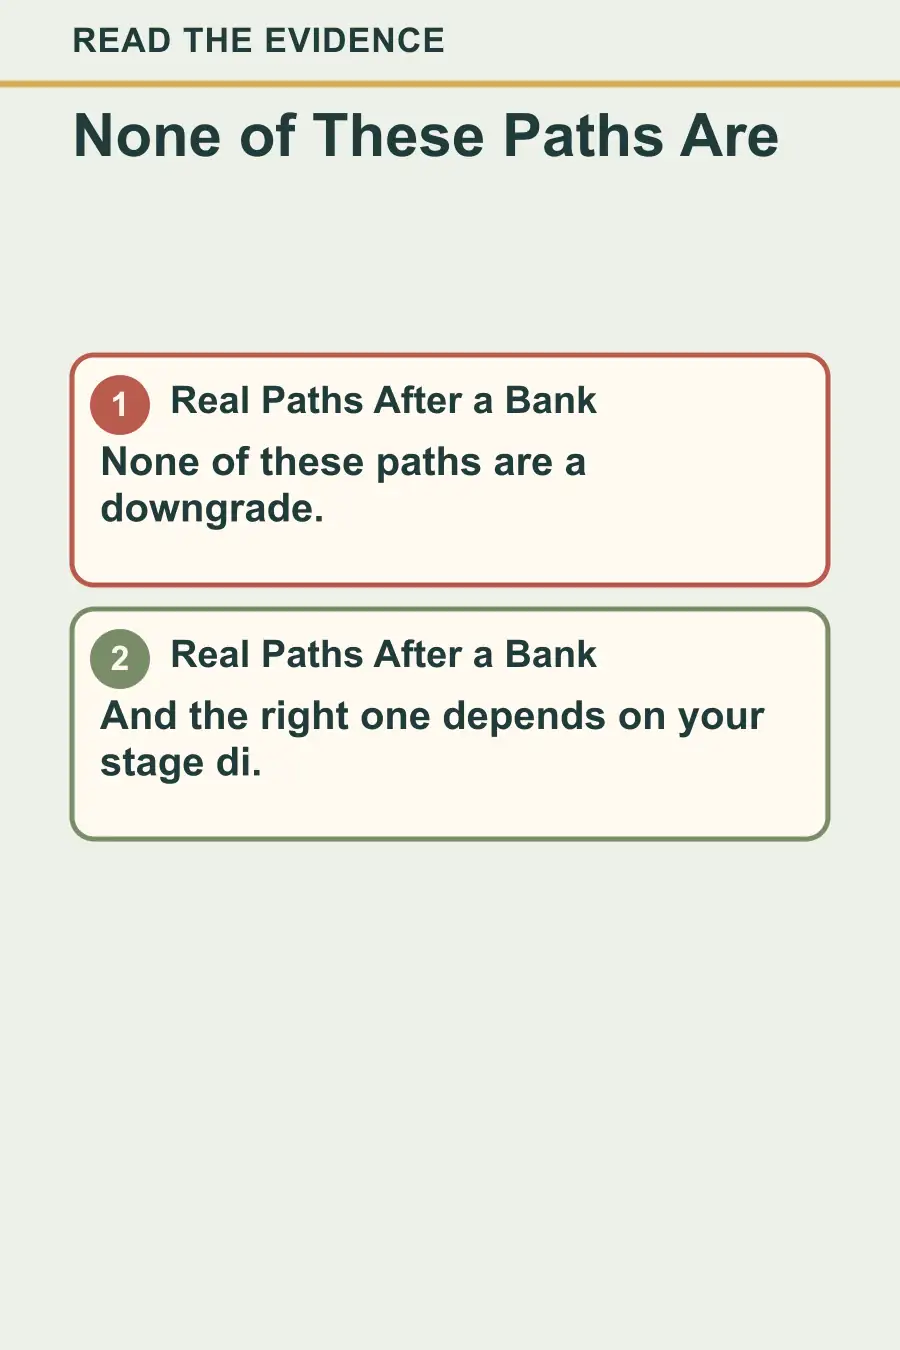 READ THE EVIDENCE
None of These Paths Are
1 Real Paths After a Bank
None of these paths are a
downgrade.
2 Real Paths After a Bank
And the right one depends on your
stage di.